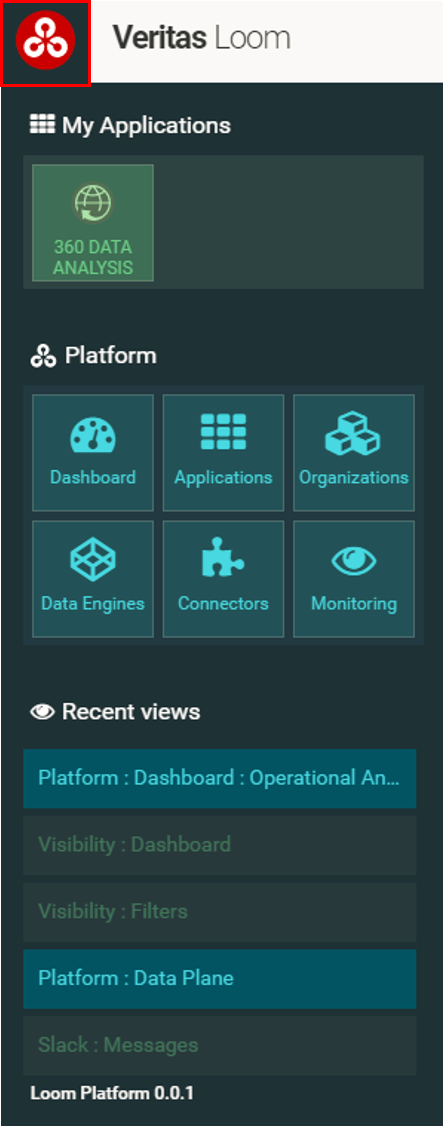 Veritas Loom
My Applications
360 DATA
ANALYSIS
Platform
Dashboard
Applications
Organizations
Data Engines
Connectors
Monitoring
Recent views
Platform : Dashboard : Operational An...
Visibility : Dashboard
Visibility : Filters
Platform : Data Plane
Slack : Messages
Loom Platform 0.0.1